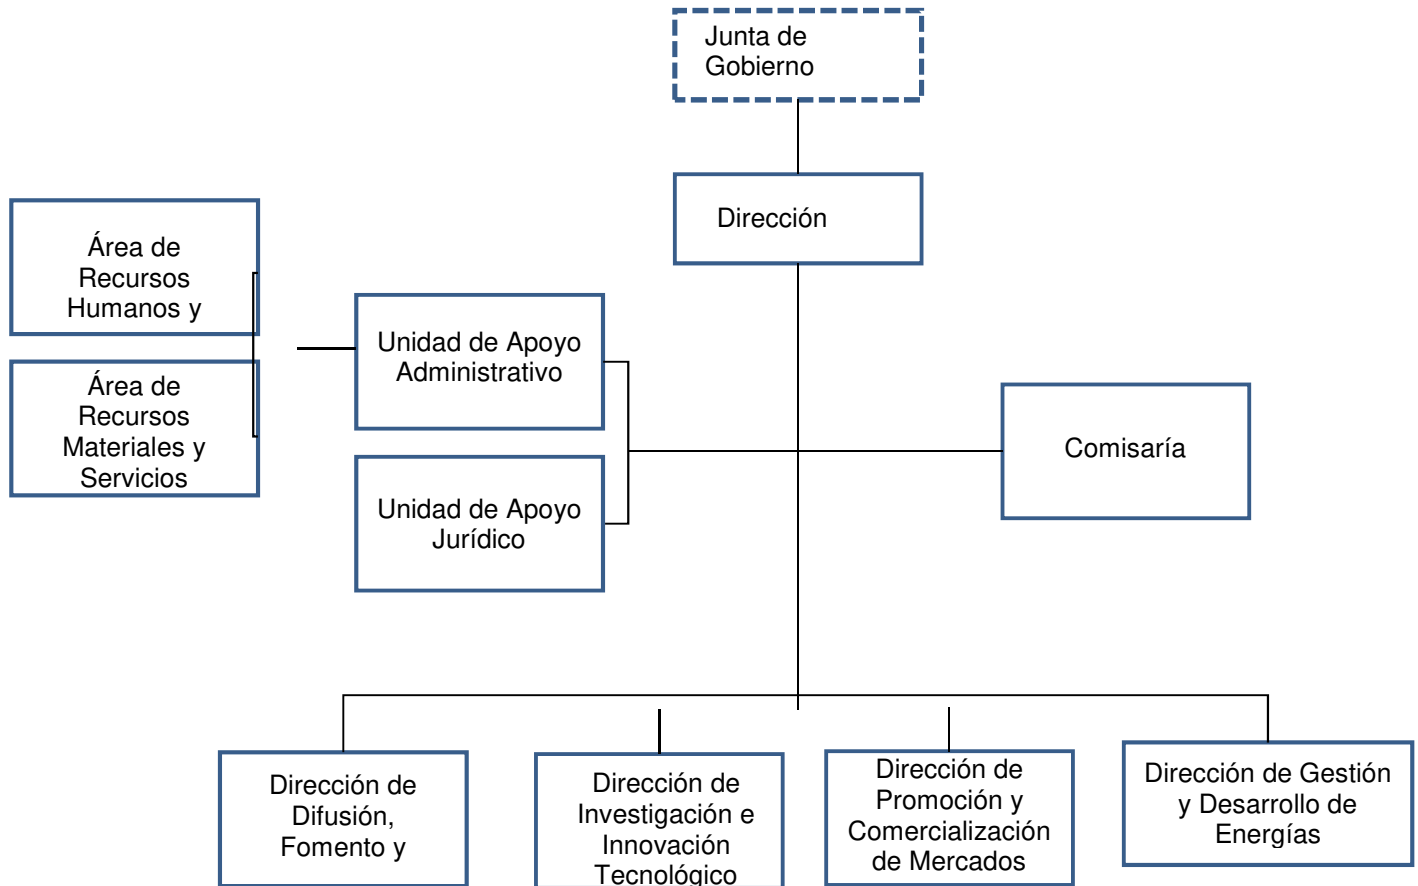 Junta de
Gobierno
Dirección
Área de
Recursos
Humanos y
Área de
Recursos
Materiales y
Servicios
Unidad de Apoyo
Administrativo
Unidad de Apoyo
Jurídico
Comisaría
Dirección de
Difusión,
Fomento y
Dirección de
Investigación e
Innovación
Tecnológico
Dirección de
Promoción y
Comercialización
de Mercados
Dirección de Gestión
y Desarrollo de
Energías